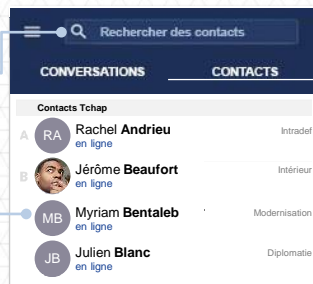 Rechercher des contacts
CONVERSATIONS CONTACTS
Contacts Tchap
A RA Rachel Andrieu Intradef
en ligne
B Jérôme Beaufort Intérieur
en ligne
MB Myriam Bentaleb Modernisation
en ligne
JB Julien Blanc Diplomatie
en ligne